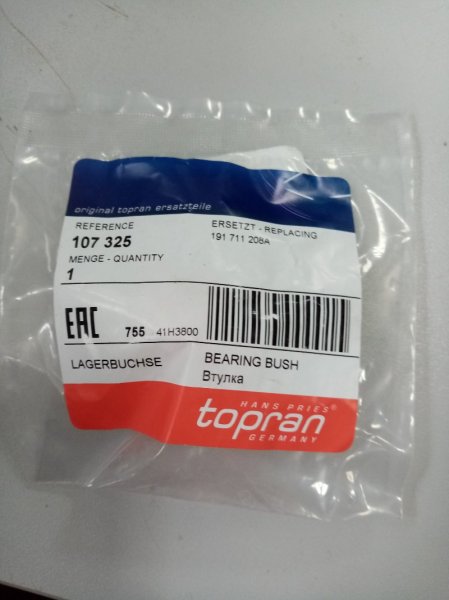 original topran ersatzteile
REFERENCE
107 325
ERSETZT - REPLACING
191 711 206A
MENGE - QUANTITY
1
EAC
755 41H3800
LAGERBUCHSE
BEARING BUSH
Втулка
HANS PRIES®
topran
GERMANY